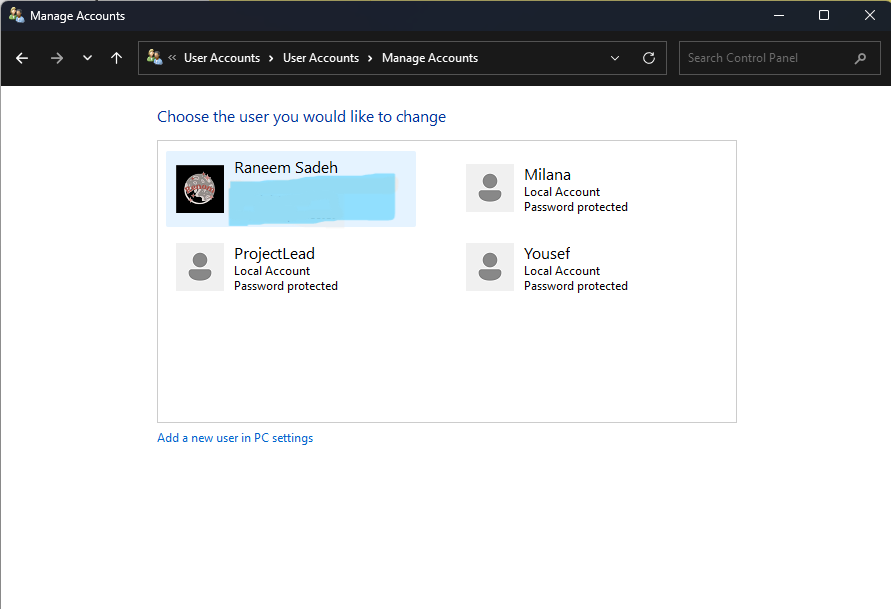 Manage Accounts
« User Accounts › User Accounts › Manage Accounts
Search Control Panel
Choose the user you would like to change
Raneem Sadeh
Milana
Local Account
Password protected
ProjectLead
Local Account
Password protected
Yousef
Local Account
Password protected
Add a new user in PC settings